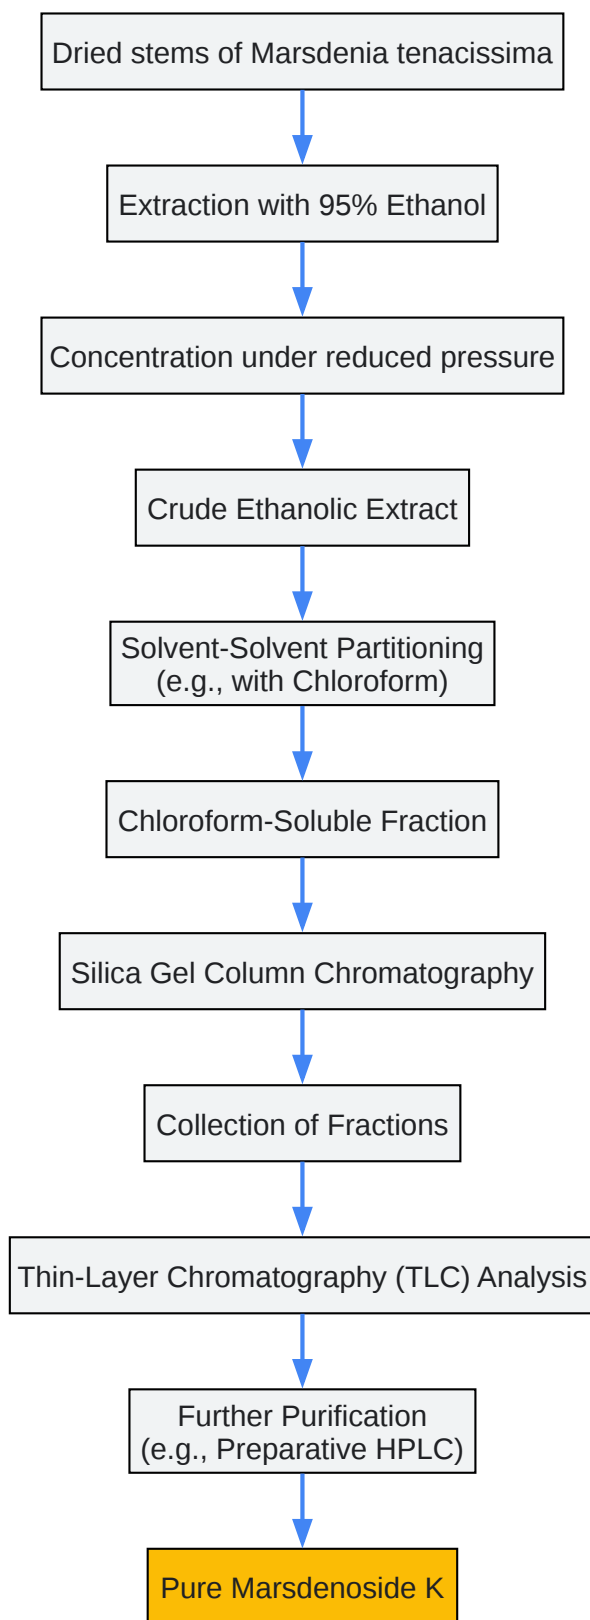 Dried stems of Marsdenia tenacissima
Extraction with 95% Ethanol
Concentration under reduced pressure
Crude Ethanolic Extract
Solvent-Solvent Partitioning
(e.g., with Chloroform)
Chloroform-Soluble Fraction
Silica Gel Column Chromatography
Collection of Fractions
Thin-Layer Chromatography (TLC) Analysis
Further Purification
(e.g., Preparative HPLC)
Pure Marsdenoside K